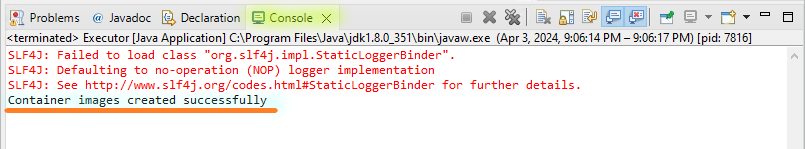 Problems Javadoc Declaration Console
<terminated> Executor [Java Application] C:\Program Files\Java\jdk1.8.0_351\bin\javaw.exe (Apr 3, 2024, 9:06:14 PM – 9:06:17 PM) [pid: 7816]
SLF4J: Failed to load class "org.slf4j.impl.StaticLoggerBinder".
SLF4J: Defaulting to no-operation (NOP) logger implementation
SLF4J: See http://www.slf4j.org/codes.html#StaticLoggerBinder for further details.
Container images created successfully